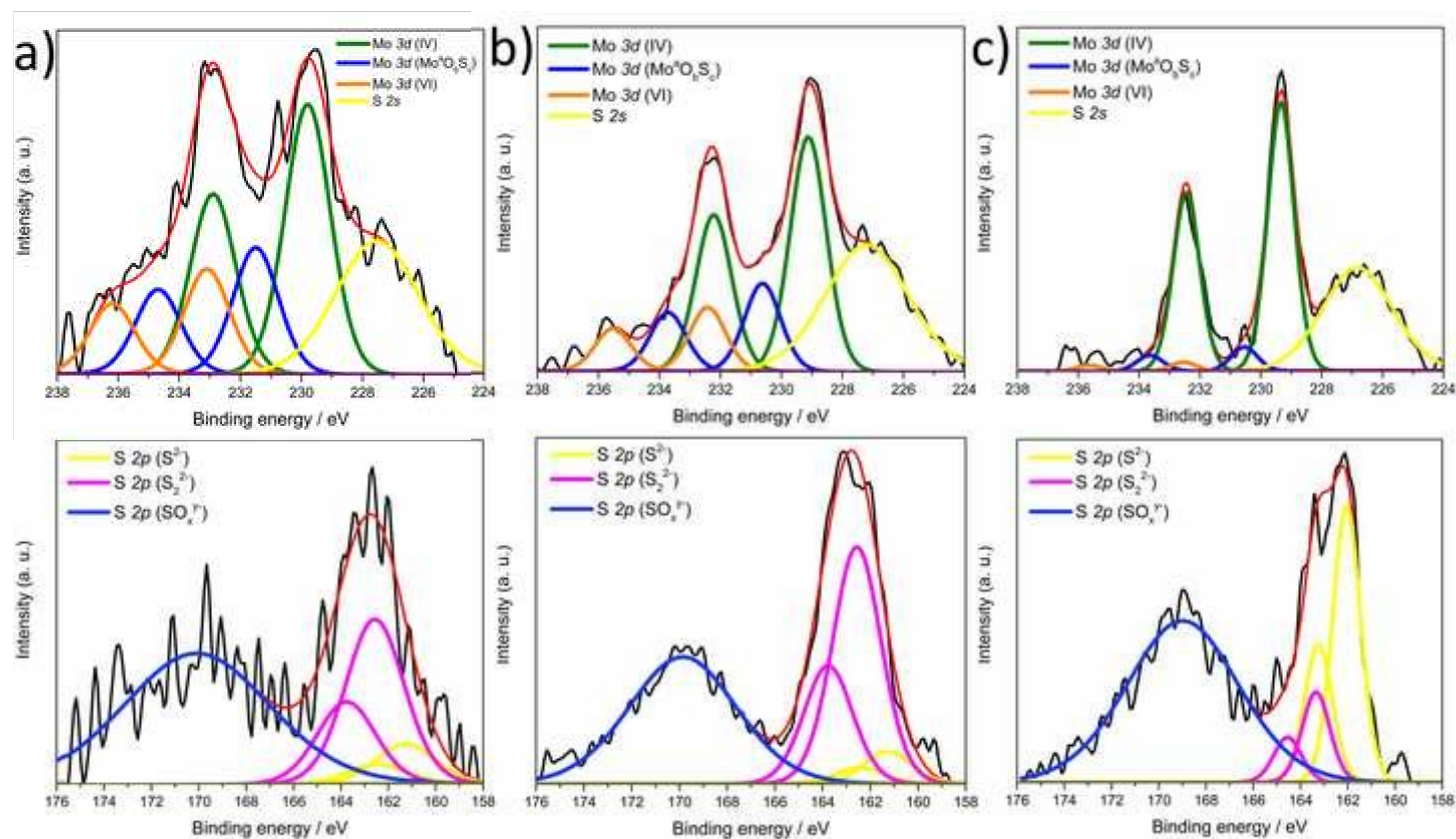 a)
Mo 3d (IV)
Mo 3d (MoᵃOᵦS꜀)
Mo 3d (VI)
S 2s
Intensity (a. u.)
238 236 234 232 230 228 226 224
Binding energy / eV
b)
Mo 3d (IV)
Mo 3d (MoᵃOᵦS꜀)
Mo 3d (VI)
S 2s
Intensity (a. u.)
238 236 234 232 230 228 226 224
Binding energy / eV
c)
Mo 3d (IV)
Mo 3d (MoᵃOᵦS꜀)
Mo 3d (VI)
S 2s
Intensity (a. u.)
238 236 234 232 230 228 226 224
Binding energy / eV
S 2p (S²⁻)
S 2p (S₂²⁻)
S 2p (SOₓʸ⁻)
Intensity (a. u.)
176 172 170 168 165 164 162 160 158
Binding energy / eV
S 2p (S²⁻)
S 2p (S₂²⁻)
S 2p (SOₓʸ⁻)
Intensity (a. u.)
176 174 172 170 168 166 164 162 160 158
Binding energy / eV
S 2p (S²⁻)
S 2p (S₂²⁻)
S 2p (SOₓʸ⁻)
Intensity (a. u.)
176 174 172 170 168 166 164 162 160 158
Binding energy / eV